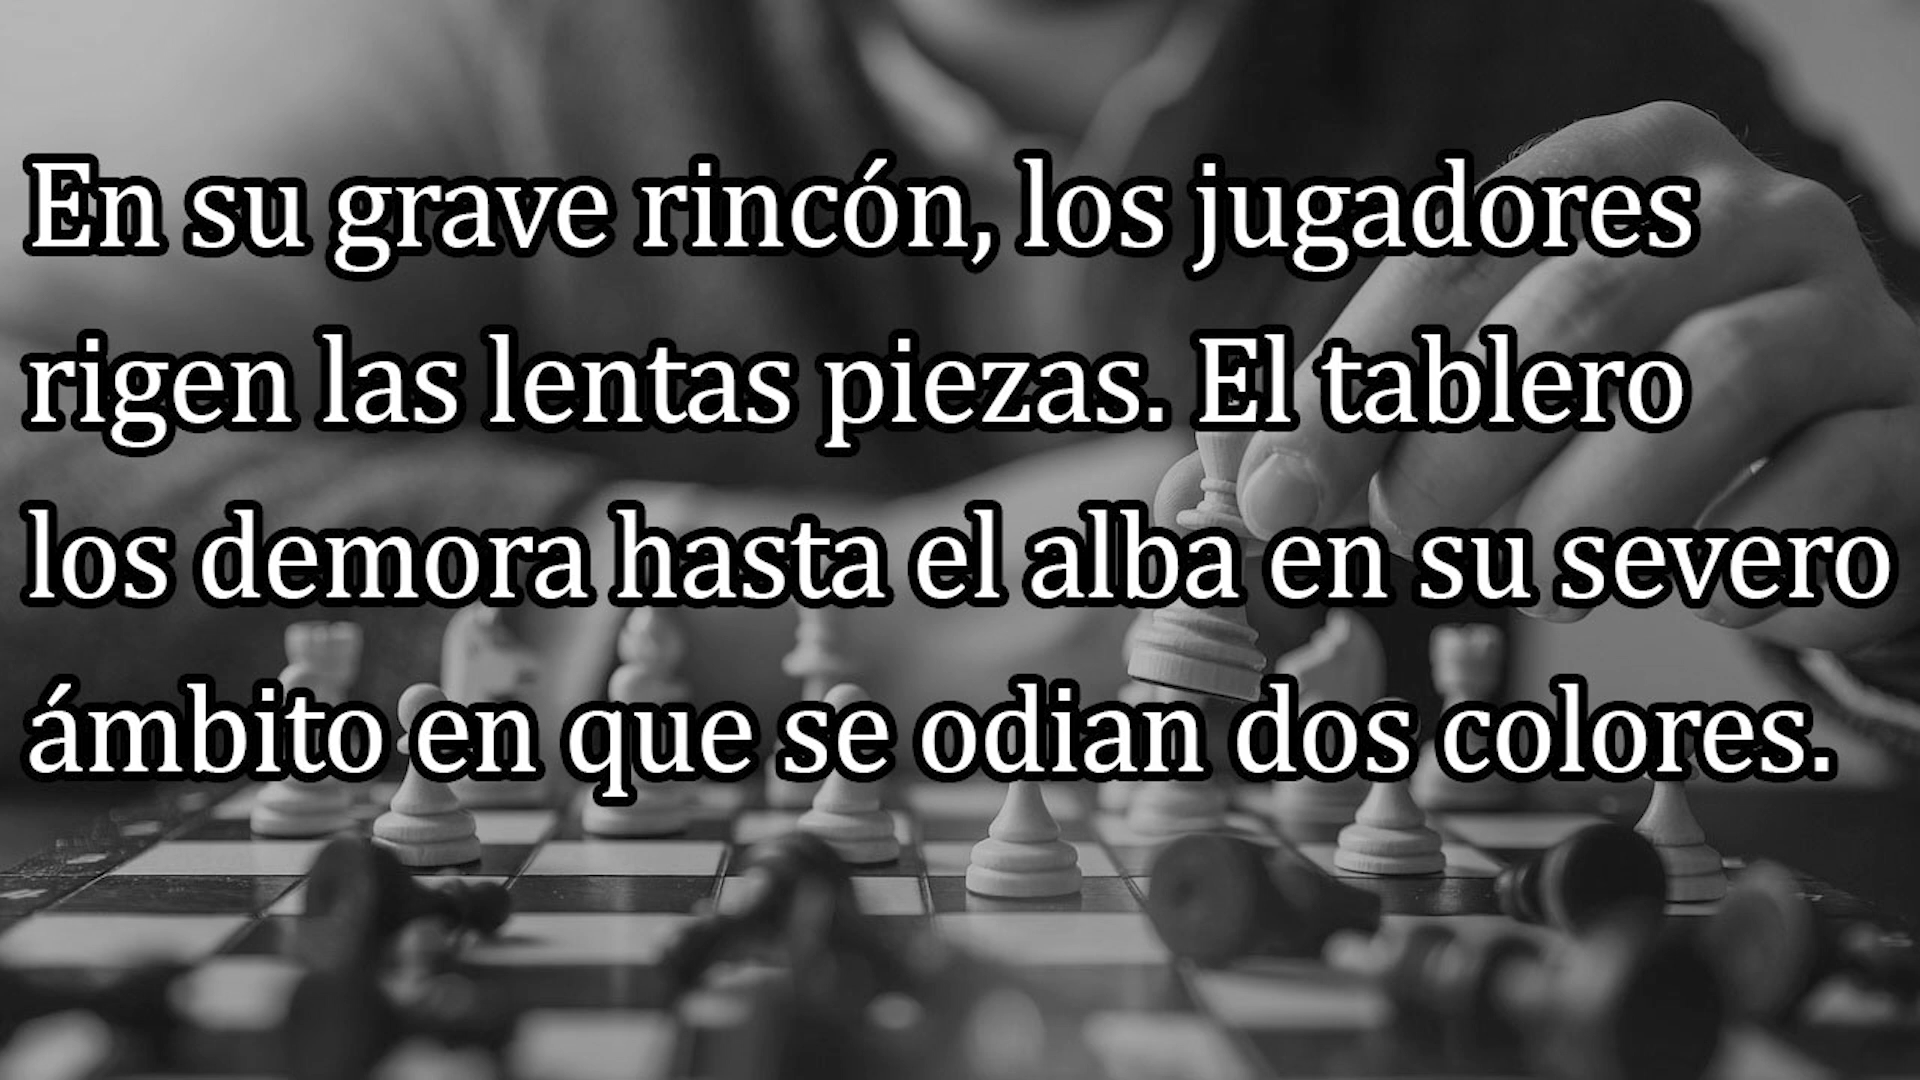 En su grave rincón, los jugadores
rigen las lentas piezas. El tablero
los demora hasta el alba en su severo
ámbito en que se odian dos colores.